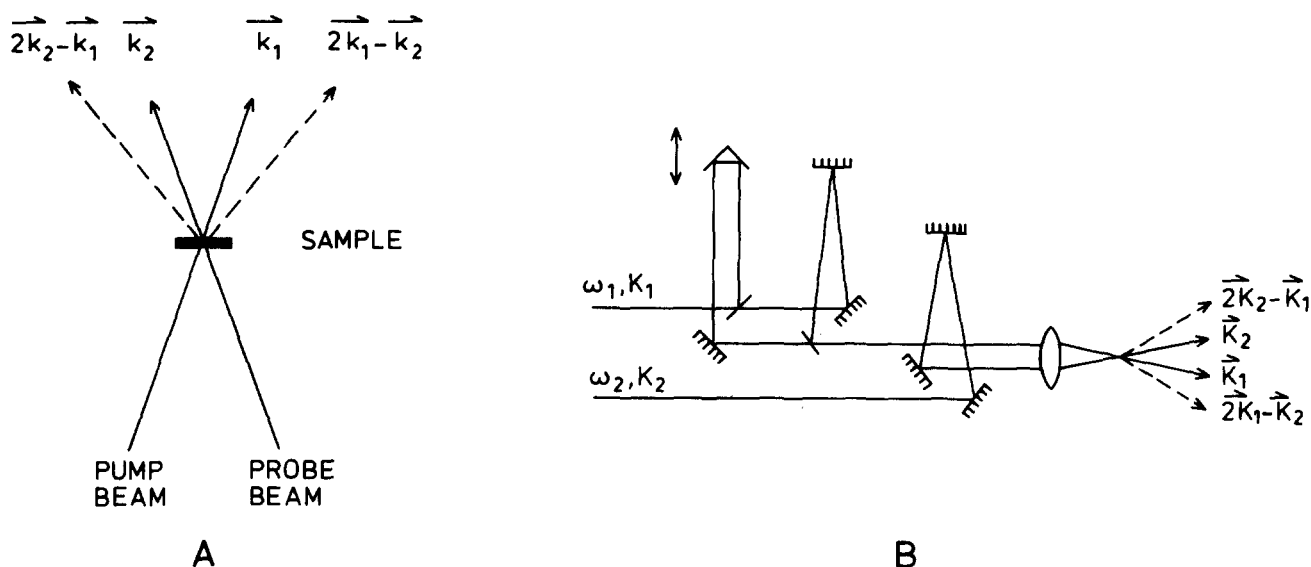 2k₂-k₁ k₂ k₁ 2k₁-k₂
SAMPLE
PUMP BEAM
PROBE BEAM
A
ω₁,K₁
ω₂,K₂
2K₂-K₁
K₂
K₁
2K₁-K₂
B